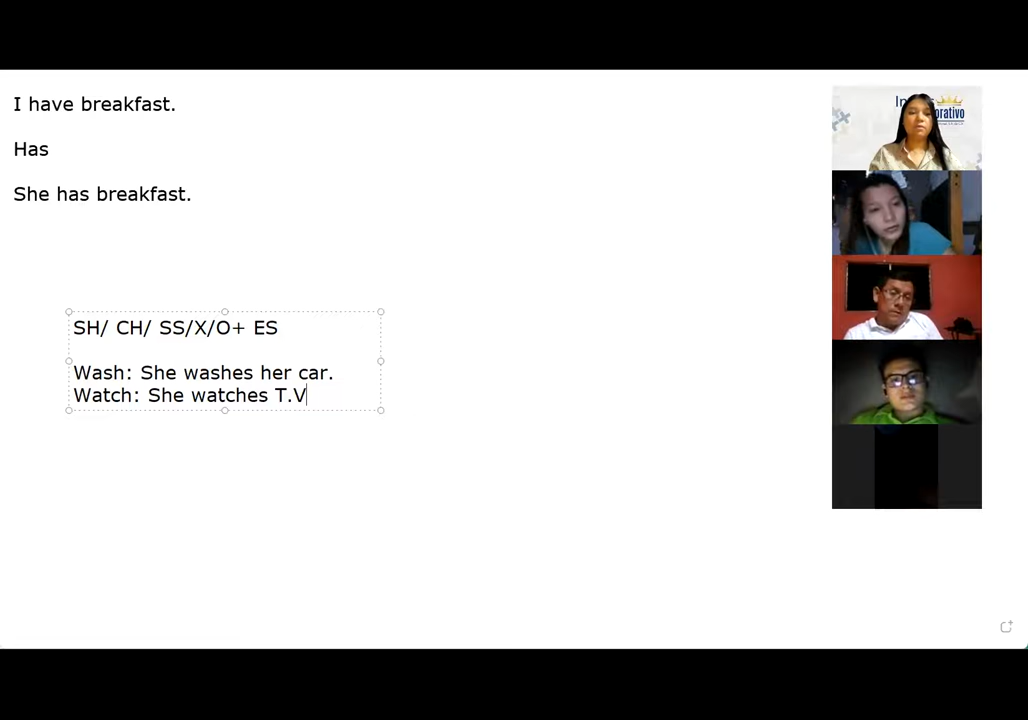 I have breakfast.
Has
She has breakfast.
SH/ CH/ SS/X/O+ ES
Wash: She washes her car.
Watch: She watches T.V